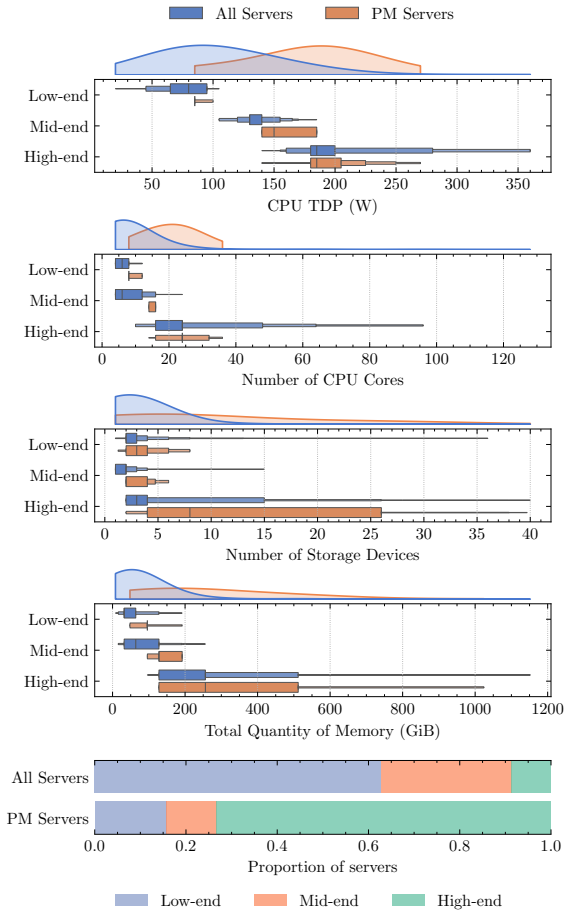 All Servers PM Servers
Low-end
Mid-end
High-end
50 100 150 200 250 300 350
CPU TDP (W)
Low-end
Mid-end
High-end
0 20 40 60 80 100 120
Number of CPU Cores
Low-end
Mid-end
High-end
0 5 10 15 20 25 30 35 40
Number of Storage Devices
Low-end
Mid-end
High-end
0 200 400 600 800 1000 1200
Total Quantity of Memory (GiB)
All Servers
PM Servers
0.0 0.2 0.4 0.6 0.8 1.0
Proportion of servers
Low-end Mid-end High-end